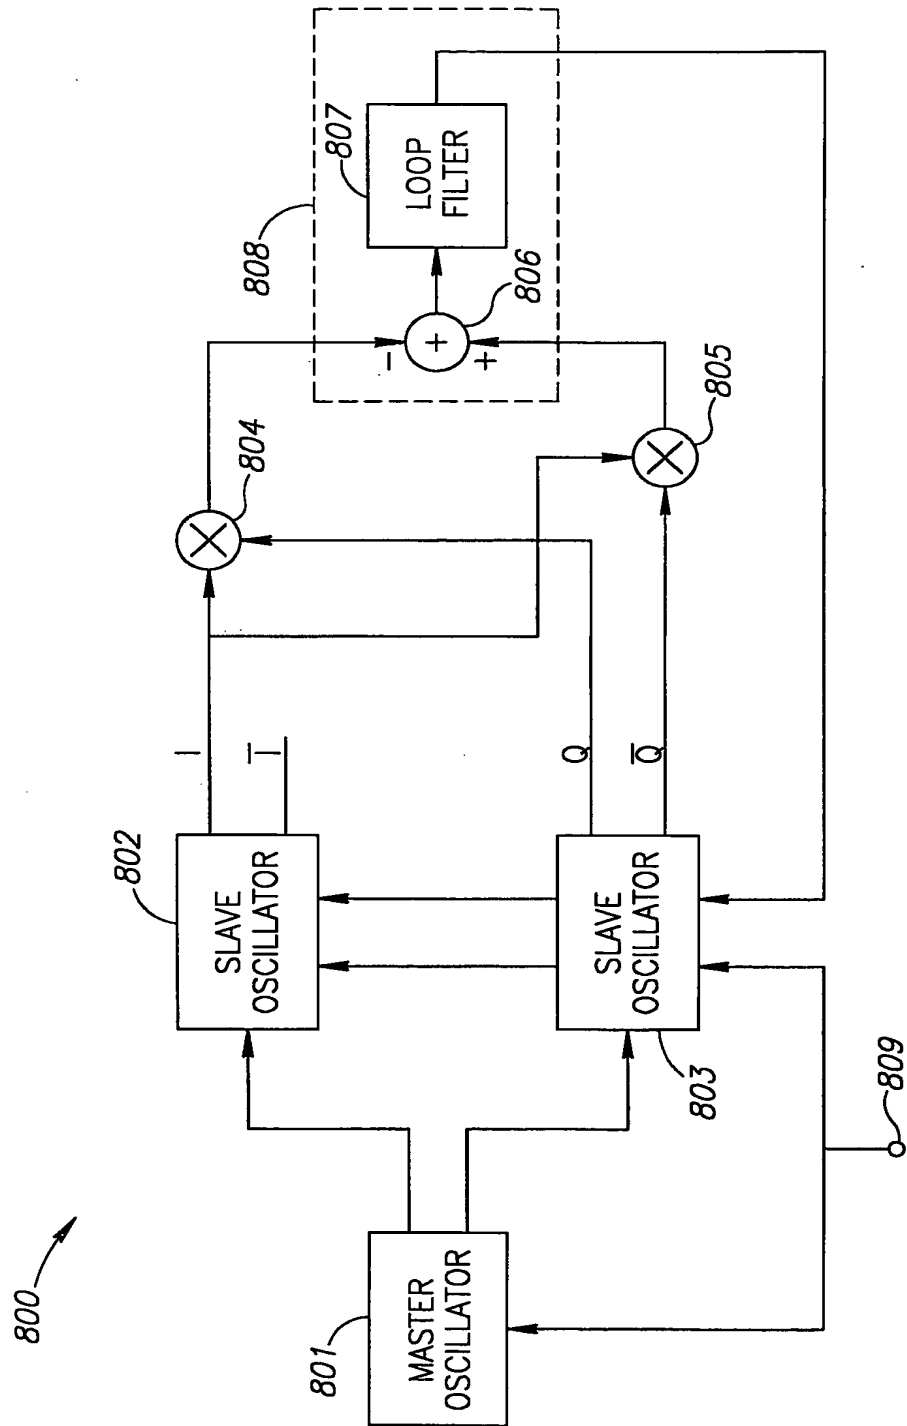 800
801
MASTER
OSCILLATOR
802
SLAVE
OSCILLATOR
803
SLAVE
OSCILLATOR
809
I
I̅
Q
Q̅
804
805
808
-
+
+
806
807
LOOP
FILTER